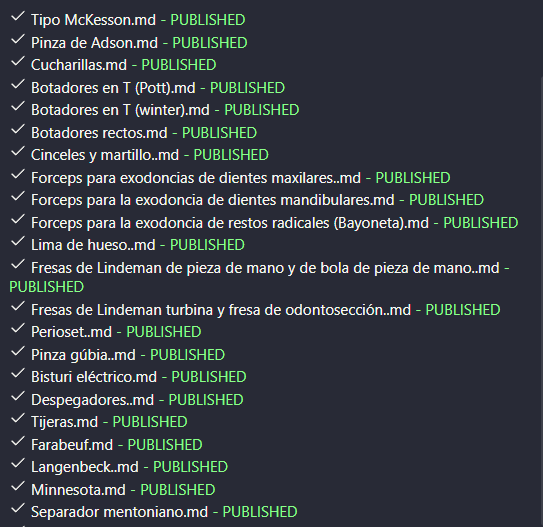 ✓ Tipo McKesson.md - PUBLISHED
✓ Pinza de Adson.md - PUBLISHED
✓ Cucharillas.md - PUBLISHED
✓ Botadores en T (Pott).md - PUBLISHED
✓ Botadores en T (winter).md - PUBLISHED
✓ Botadores rectos.md - PUBLISHED
✓ Cinceles y martillo..md - PUBLISHED
✓ Forceps para exodoncias de dientes maxilares..md - PUBLISHED
✓ Forceps para la exodoncia de dientes mandibulares.md - PUBLISHED
✓ Forceps para la exodoncia de restos radicales (Bayoneta).md - PUBLISHED
✓ Lima de hueso..md - PUBLISHED
✓ Fresas de Lindeman de pieza de mano y de bola de pieza de mano..md -
PUBLISHED
✓ Fresas de Lindeman turbina y fresa de odontosección..md - PUBLISHED
✓ Perioset..md - PUBLISHED
✓ Pinza gúbia..md - PUBLISHED
✓ Bisturi eléctrico.md - PUBLISHED
✓ Despegadores..md - PUBLISHED
✓ Tijeras.md - PUBLISHED
✓ Farabeuf.md - PUBLISHED
✓ Langenbeck..md - PUBLISHED
✓ Minnesota.md - PUBLISHED
✓ Separador mentoniano.md - PUBLISHED